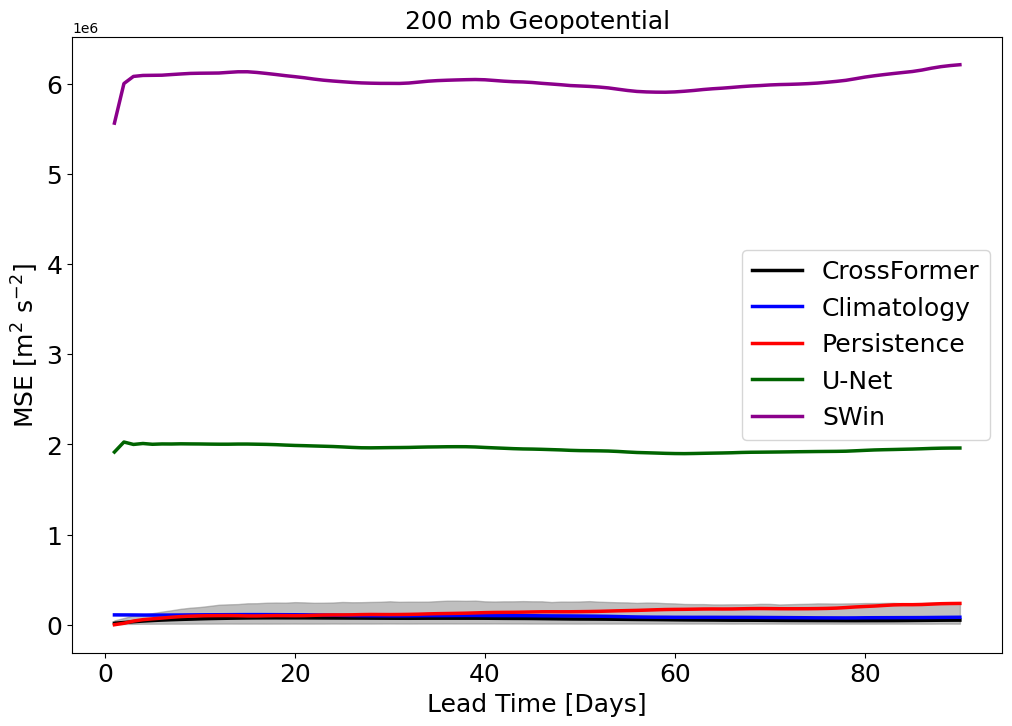 200 mb Geopotential
1e6
6
5
4
3
2
1
0
MSE [m² s⁻²]
CrossFormer
Climatology
Persistence
U-Net
SWin
0 20 40 60 80
Lead Time [Days]